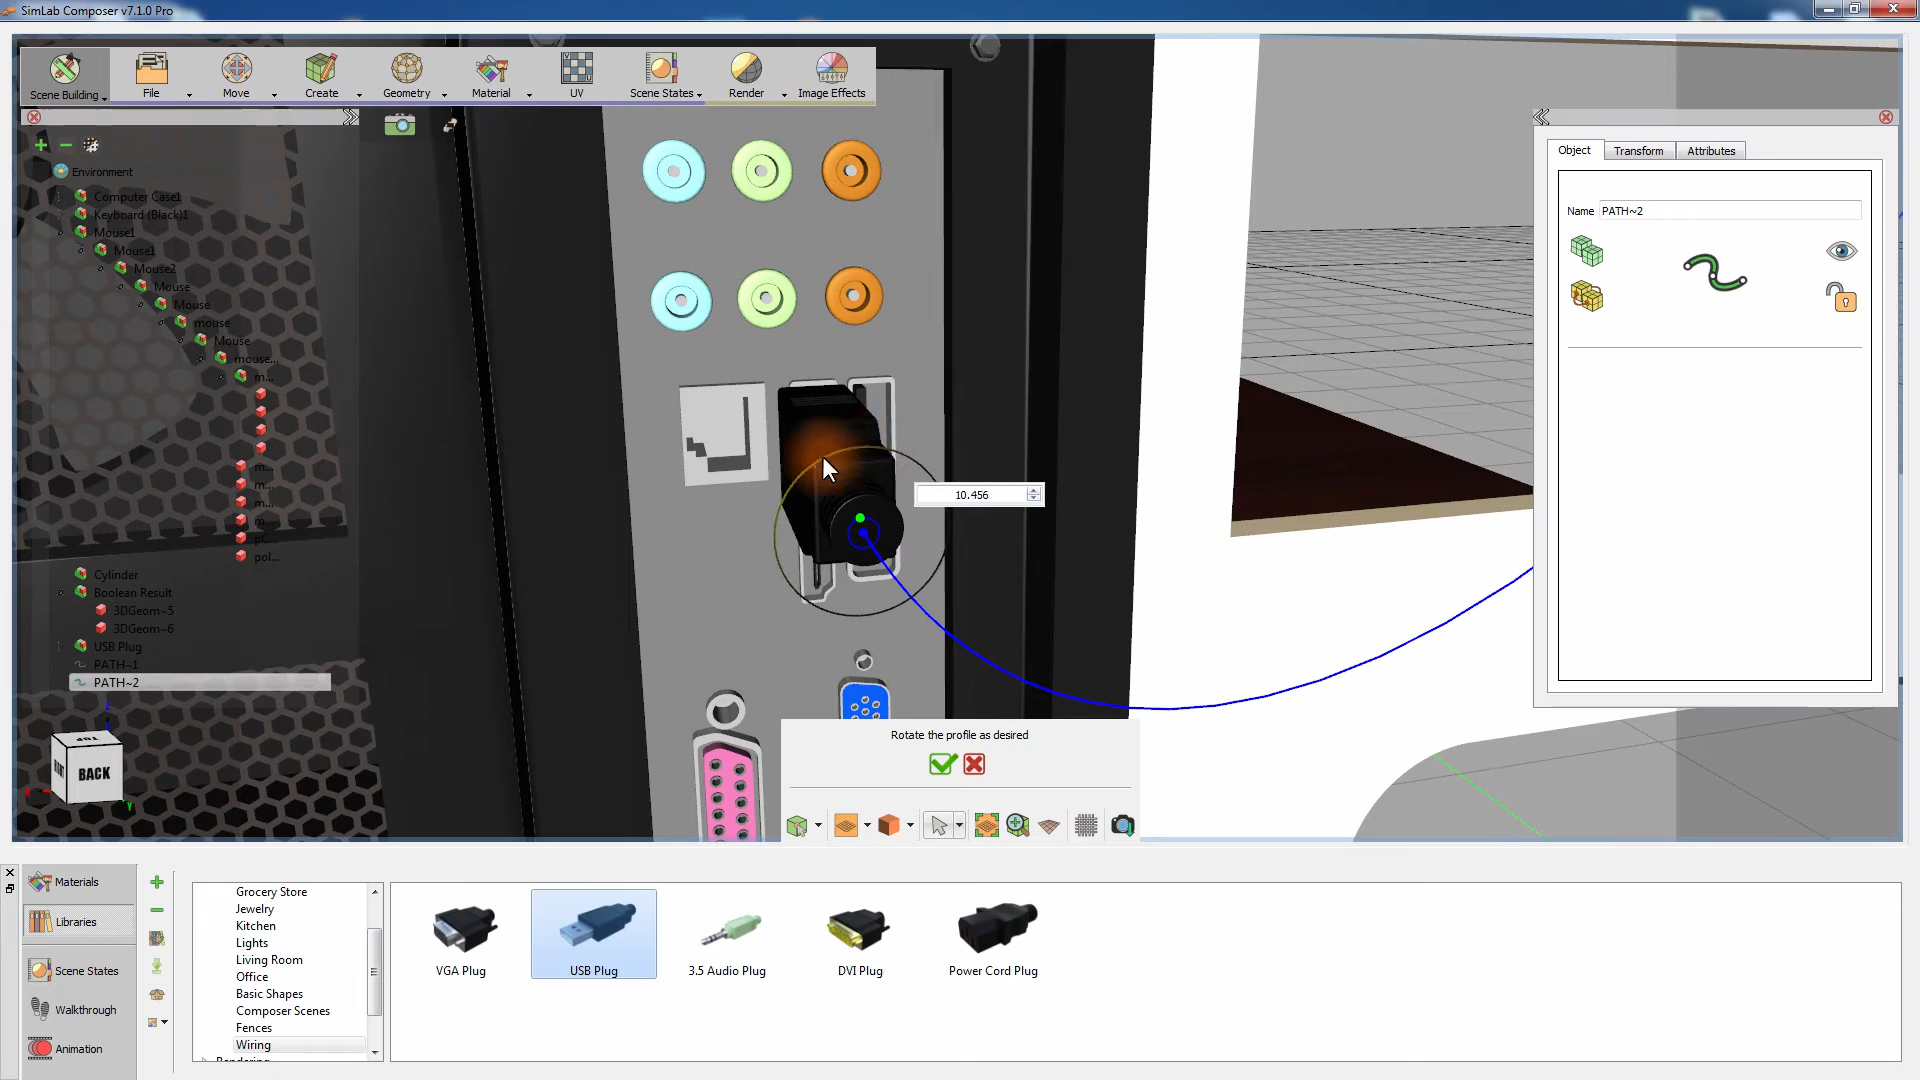 SimLab Composer v7.1.0 Pro
Scene Building
File
Move
Create
Geometry
Material
UV
Scene States
Render
Image Effects
Environment
Computer Case1
Keyboard (Black)1
Mouse1
Mouse1
Mouse2
Mouse
Mouse
mouse
Mouse
mouse...
m...
m...
m...
m...
m...
pC...
pol...
Cylinder
Boolean Result
3DGeom~5
3DGeom~6
USB Plug
PATH~1
PATH~2
TOP
BACK
10.456
Rotate the profile as desired
Object
Transform
Attributes
Name
PATH~2
Materials
Libraries
Scene States
Walkthrough
Animation
Grocery Store
Jewelry
Kitchen
Lights
Living Room
Office
Basic Shapes
Composer Scenes
Fences
Wiring
VGA Plug
USB Plug
3.5 Audio Plug
DVI Plug
Power Cord Plug